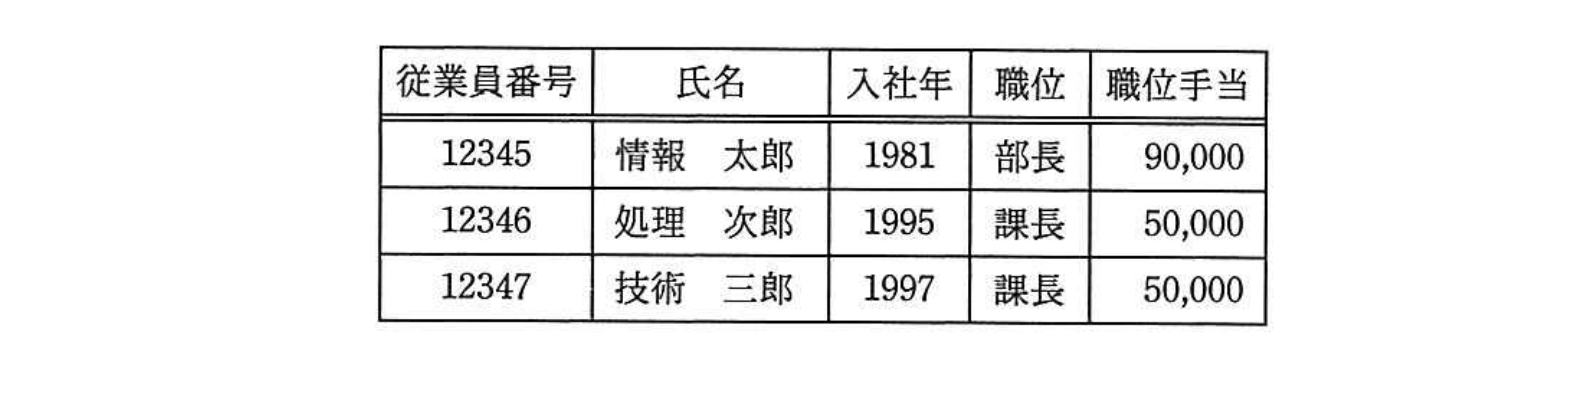 従業員番号 氏名 入社年 職位 職位手当
12345 情報　太郎 1981 部長 90,000
12346 処理　次郎 1995 課長 50,000
12347 技術　三郎 1997 課長 50,000